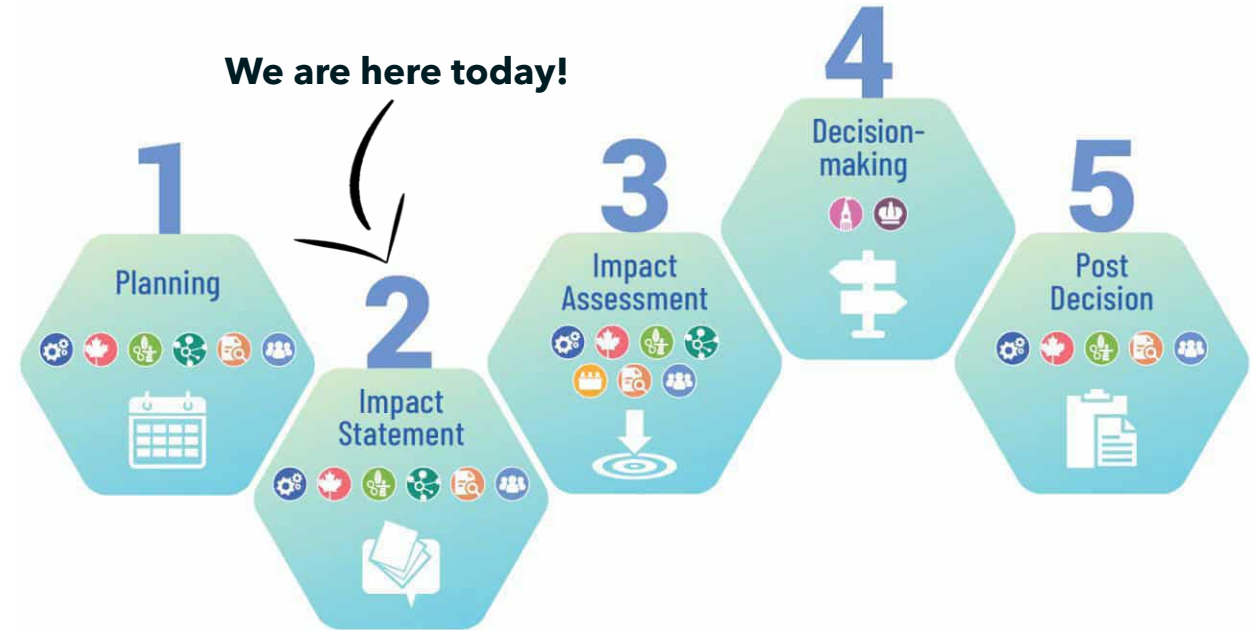 We are here today!
1
Planning
2
Impact
Statement
3
Impact
Assessment
4
Decision-
making
5
Post
Decision